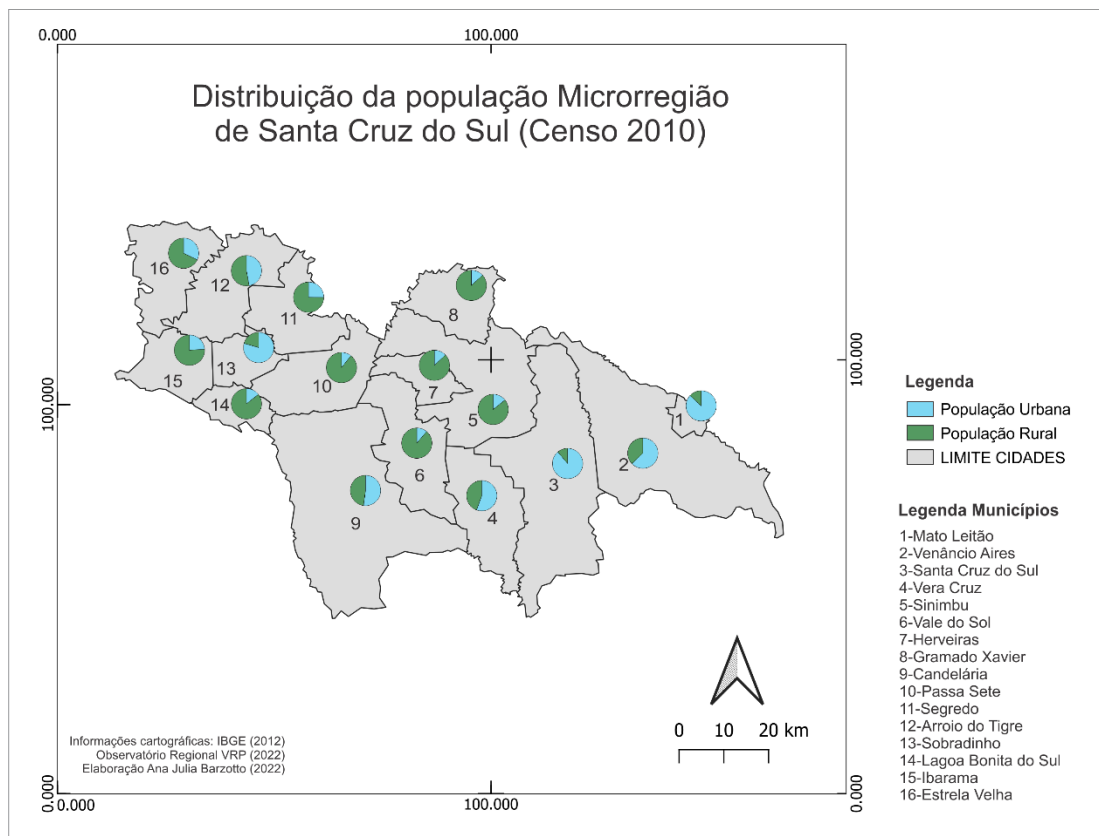 0.000
100.000
Distribuição da população Microrregião
de Santa Cruz do Sul (Censo 2010)
16
12
11
8
15
13
10
7
14
5
1
6
2
3
9
4
100.000
100.000
Legenda
População Urbana
População Rural
LIMITE CIDADES
Legenda Municípios
1-Mato Leitão
2-Venâncio Aires
3-Santa Cruz do Sul
4-Vera Cruz
5-Sinimbu
6-Vale do Sol
7-Herveiras
8-Gramado Xavier
9-Candelária
10-Passa Sete
11-Segredo
12-Arroio do Tigre
13-Sobradinho
14-Lagoa Bonita do Sul
15-Ibarama
16-Estrela Velha
0 10 20 km
Informações cartográficas: IBGE (2012)
Observatório Regional VRP (2022)
Elaboração Ana Julia Barzotto (2022)
0.000
0.000
100.000
100.000